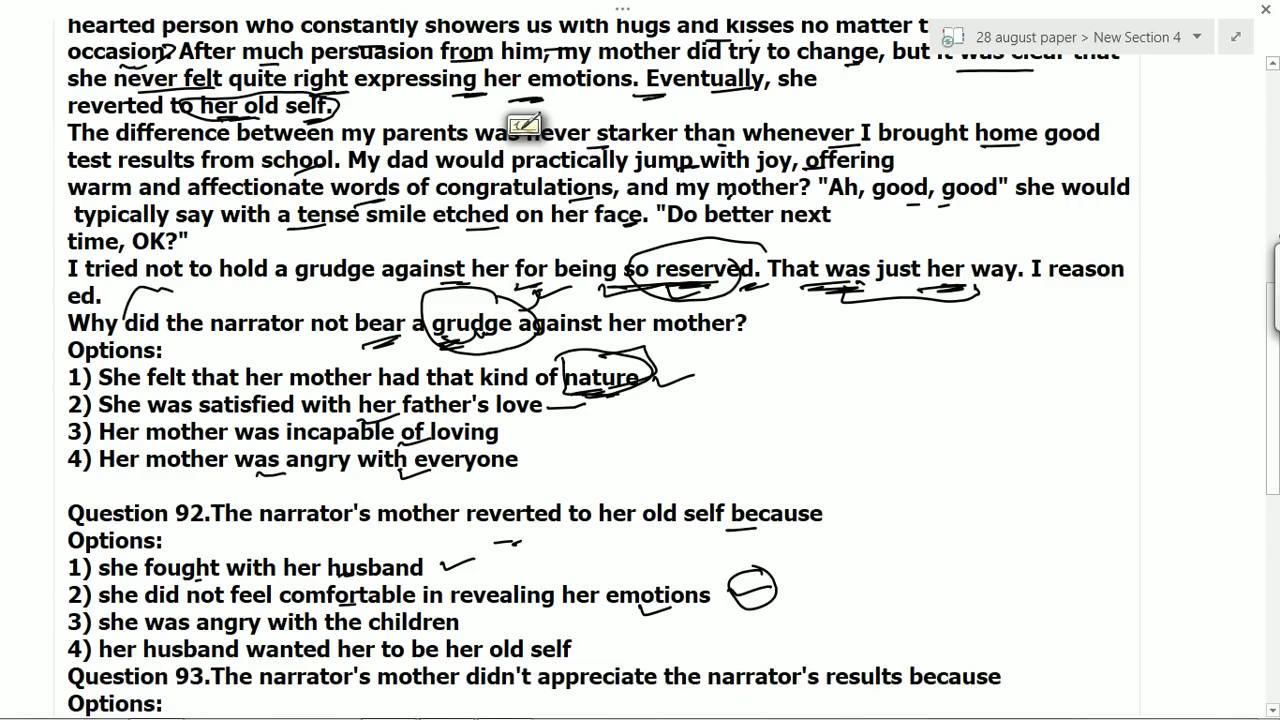 hearted person who constantly showers us with hugs and kisses no matter
28 august paper > New Section 4
occasion? After much persuasion from him, my mother did try to change, but it was clear that
she never felt quite right expressing her emotions. Eventually, she
reverted to her old self.
The difference between my parents was never starker than whenever I brought home good
test results from school. My dad would practically jump with joy, offering
warm and affectionate words of congratulations, and my mother? "Ah, good, good" she would
typically say with a tense smile etched on her face. "Do better next
time, OK?"
I tried not to hold a grudge against her for being so reserved. That was just her way. I reason
ed.
Why did the narrator not bear a grudge against her mother?
Options:
1) She felt that her mother had that kind of nature
2) She was satisfied with her father's love
3) Her mother was incapable of loving
4) Her mother was angry with everyone
Question 92.The narrator's mother reverted to her old self because
Options:
1) she fought with her husband
2) she did not feel comfortable in revealing her emotions
3) she was angry with the children
4) her husband wanted her to be her old self
Question 93.The narrator's mother didn't appreciate the narrator's results because
Options: